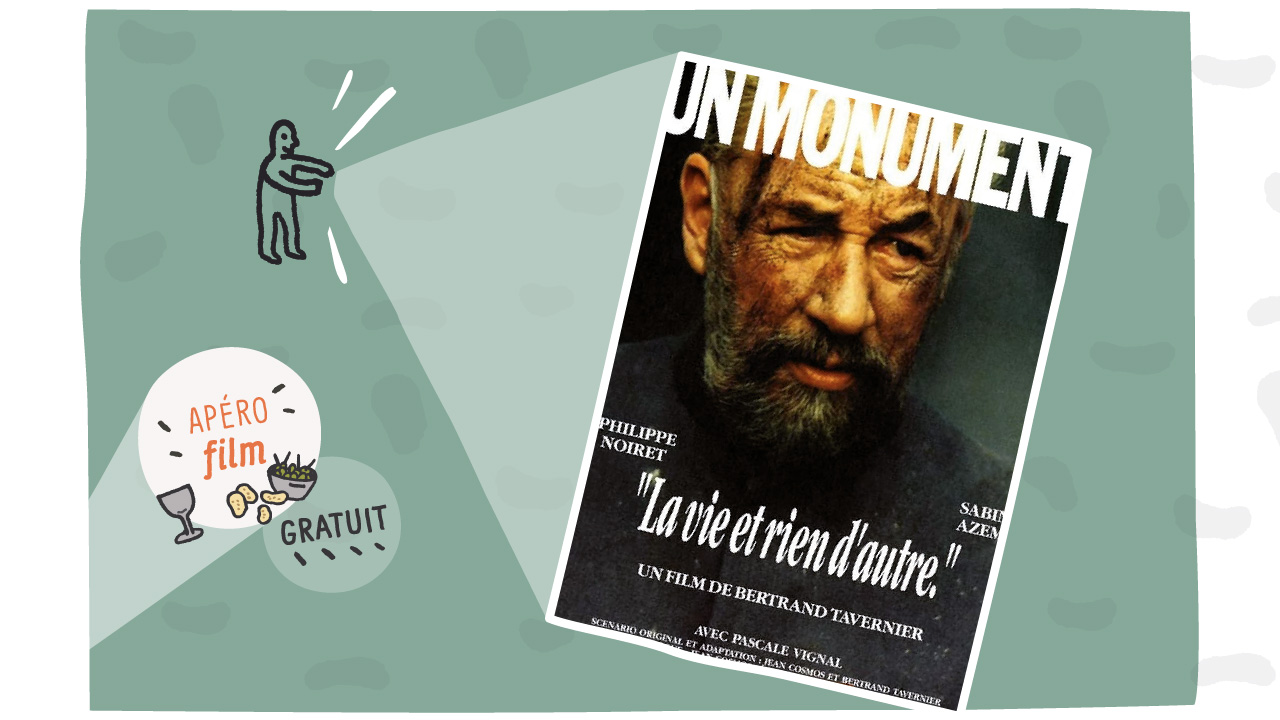 APÉRO
film
GRATUIT
UN MONUMENT
PHILIPPE
NOIRET
SABIN
AZEM
"La vie et rien d'autre."
UN FILM DE BERTRAND TAVERNIER
AVEC PASCALE VIGNAL
SCENARIO ORIGINAL ET ADAPTATION : JEAN COSMOS ET BERTRAND TAVERNIER